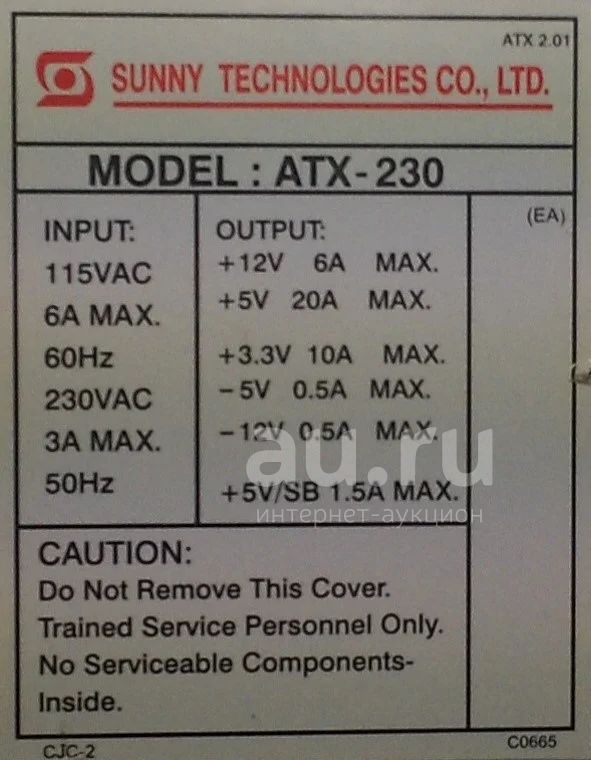 ATX 2.01
SUNNY TECHNOLOGIES CO., LTD.
MODEL : ATX-230
(EA)
INPUT:
115VAC
6A MAX.
60Hz
230VAC
3A MAX.
50Hz
OUTPUT:
+12V 6A MAX.
+5V 20A MAX.
+3.3V 10A MAX.
-5V 0.5A MAX.
-12V 0.5A MAX.
+5V/SB 1.5A MAX.
au.ru
интернет-аукцион
CAUTION:
Do Not Remove This Cover.
Trained Service Personnel Only.
No Serviceable Components-
Inside.
CJC-2
C0665